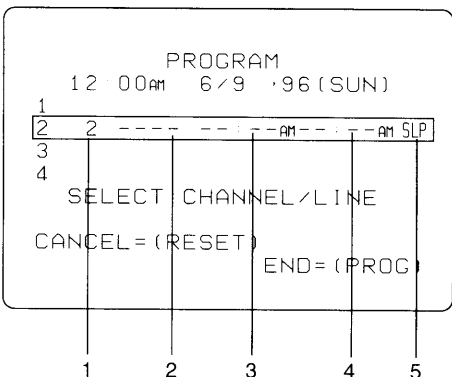 PROGRAM
12:00AM 6/9 '96(SUN)
1
2 2 ---- --:--AM--:--AM SLP
3
4
SELECT CHANNEL/LINE
CANCEL=(RESET)
END=(PROG)
1 2 3 4 5